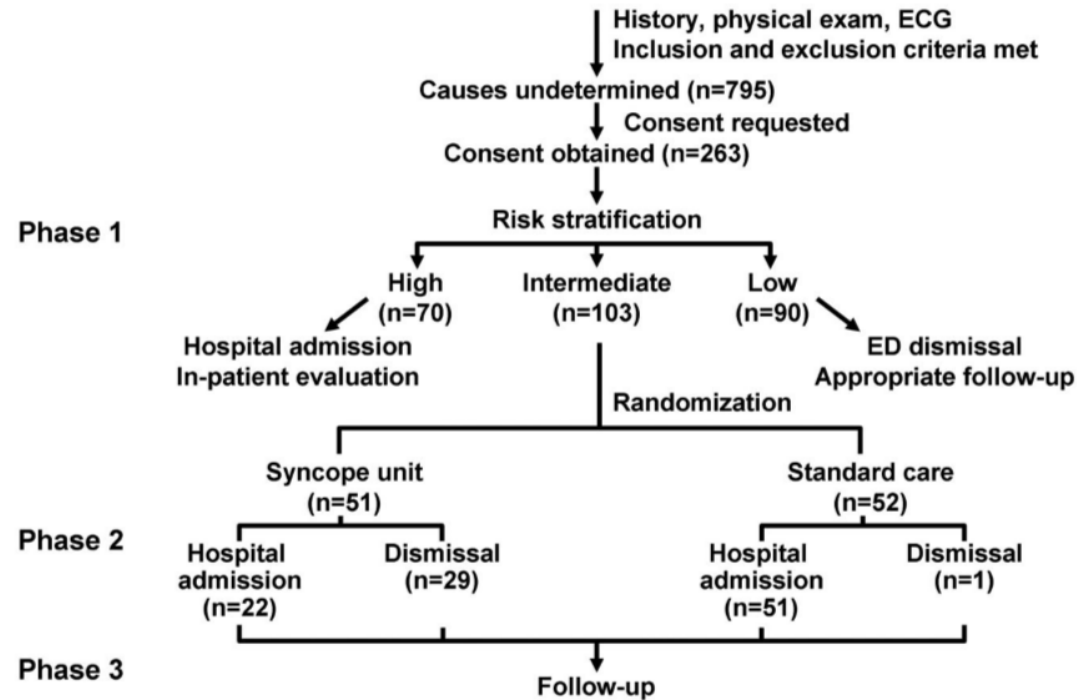 History, physical exam, ECG
Inclusion and exclusion criteria met
Causes undetermined (n=795)
Consent requested
Consent obtained (n=263)
Phase 1
Risk stratification
High
(n=70)
Intermediate
(n=103)
Low
(n=90)
Hospital admission
In-patient evaluation
ED dismissal
Appropriate follow-up
Randomization
Syncope unit
(n=51)
Standard care
(n=52)
Phase 2
Hospital
admission
(n=22)
Dismissal
(n=29)
Hospital
admission
(n=51)
Dismissal
(n=1)
Phase 3
Follow-up